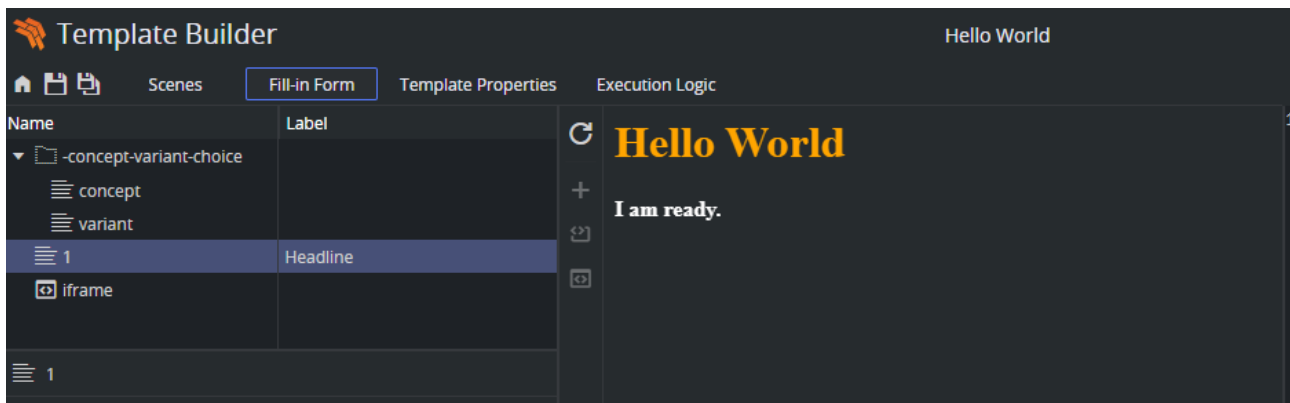 Template Builder
Hello World
Scenes
Fill-in Form
Template Properties
Execution Logic
Name
Label
-concept-variant-choice
concept
variant
1
Headline
iframe
1
Hello World
I am ready.